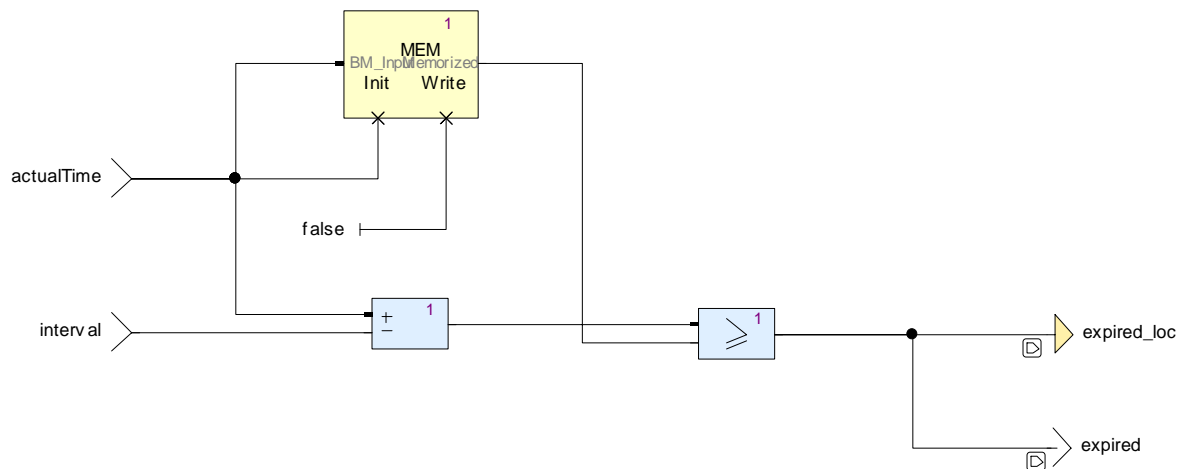 1
MEM
BM_Input
Memorized
Init
Write
actualTime
false
interval
+
−
1
≥
1
expired_loc
expired